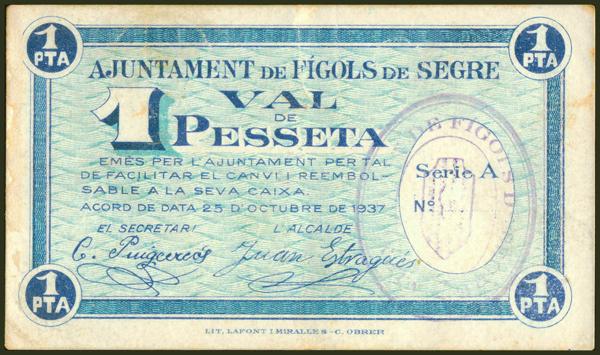 1 PTA
1 PTA
AJUNTAMENT DE FÍGOLS DE SEGRE
1 VAL
DE
PESSETA
EMÈS PER L'AJUNTAMENT PER TAL
DE FACILITAR EL CANVI I REEMBOL-
SABLE A LA SEVA CAIXA.
ACORD DE DATA 25 D'OCTUBRE DE 1937
EL SECRETARI L'ALCALDE
C. Puigcercós Juan Estragués
DE FIGOLS D
Serie A
Nº
1 PTA
1 PTA
LIT. LAFONT I MIRALLES - C. OBRER